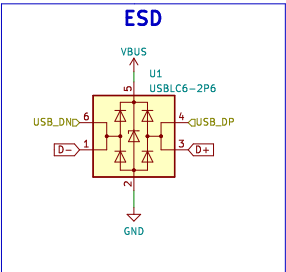 ESD
VBUS
U1
USBLC6-2P6
5
USB_DN 6 4 USB_DP
D- 1 3 D+
2
GND